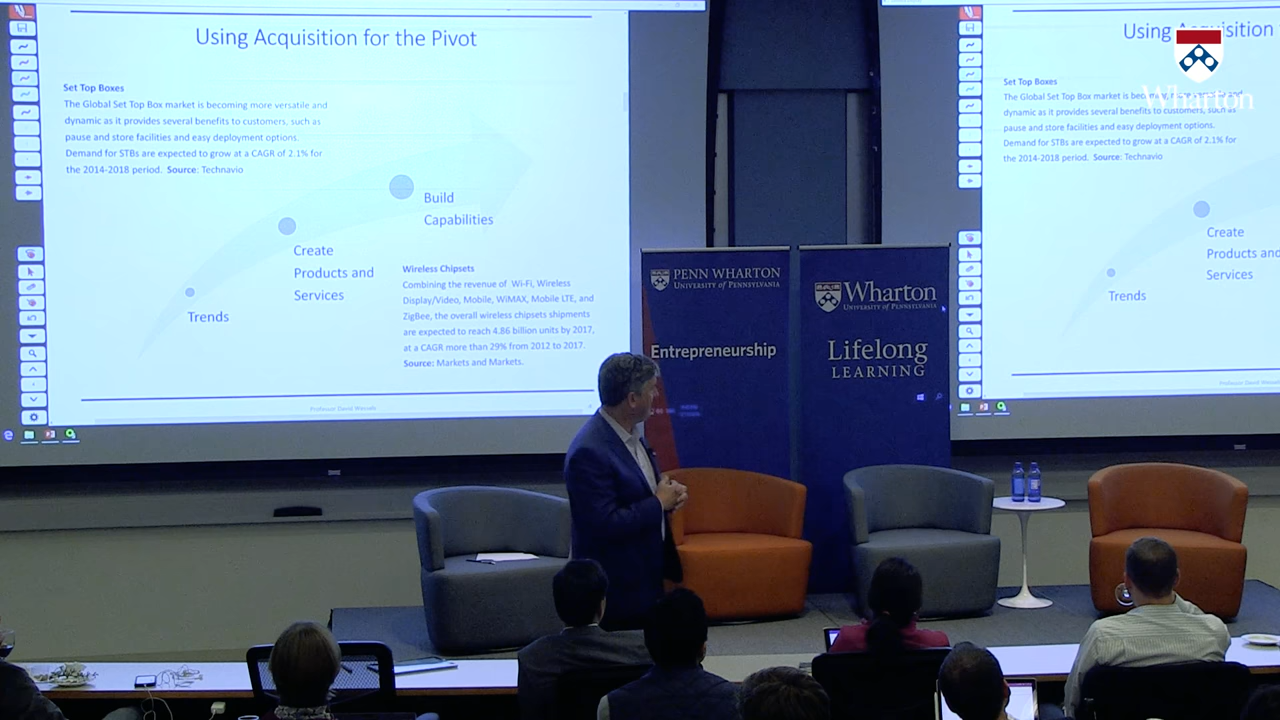 Using Acquisition for the Pivot
Set Top Boxes
The Global Set Top Box market is becoming more versatile and
dynamic as it provides several benefits to customers, such as
pause and store facilities and easy deployment options.
Demand for STBs are expected to grow at a CAGR of 2.1% for
the 2014-2018 period. Source: Technavio
Build
Capabilities
Create
Products and
Services
Trends
Wireless Chipsets
Combining the revenue of Wi-Fi, Wireless
Display/Video, Mobile, WiMAX, Mobile LTE, and
ZigBee, the overall wireless chipsets shipments
are expected to reach 4.86 billion units by 2017,
at a CAGR more than 29% from 2012 to 2017.
Source: Markets and Markets.
Professor David Wessels
PENN WHARTON
UNIVERSITY of PENNSYLVANIA
Entrepreneurship
Wharton
UNIVERSITY of PENNSYLVANIA
Lifelong
LEARNING
Using Acquisition
Set Top Boxes
The Global Set Top Box market is becoming, more versatile and
dynamic as it provides several benefits to customers, such as
pause and store facilities and easy deployment options.
Demand for STBs are expected to grow at a CAGR of 2.1% for
the 2014-2018 period. Source: Technavio
Create
Products and
Services
Trends
Professor David Wessels
Wharton